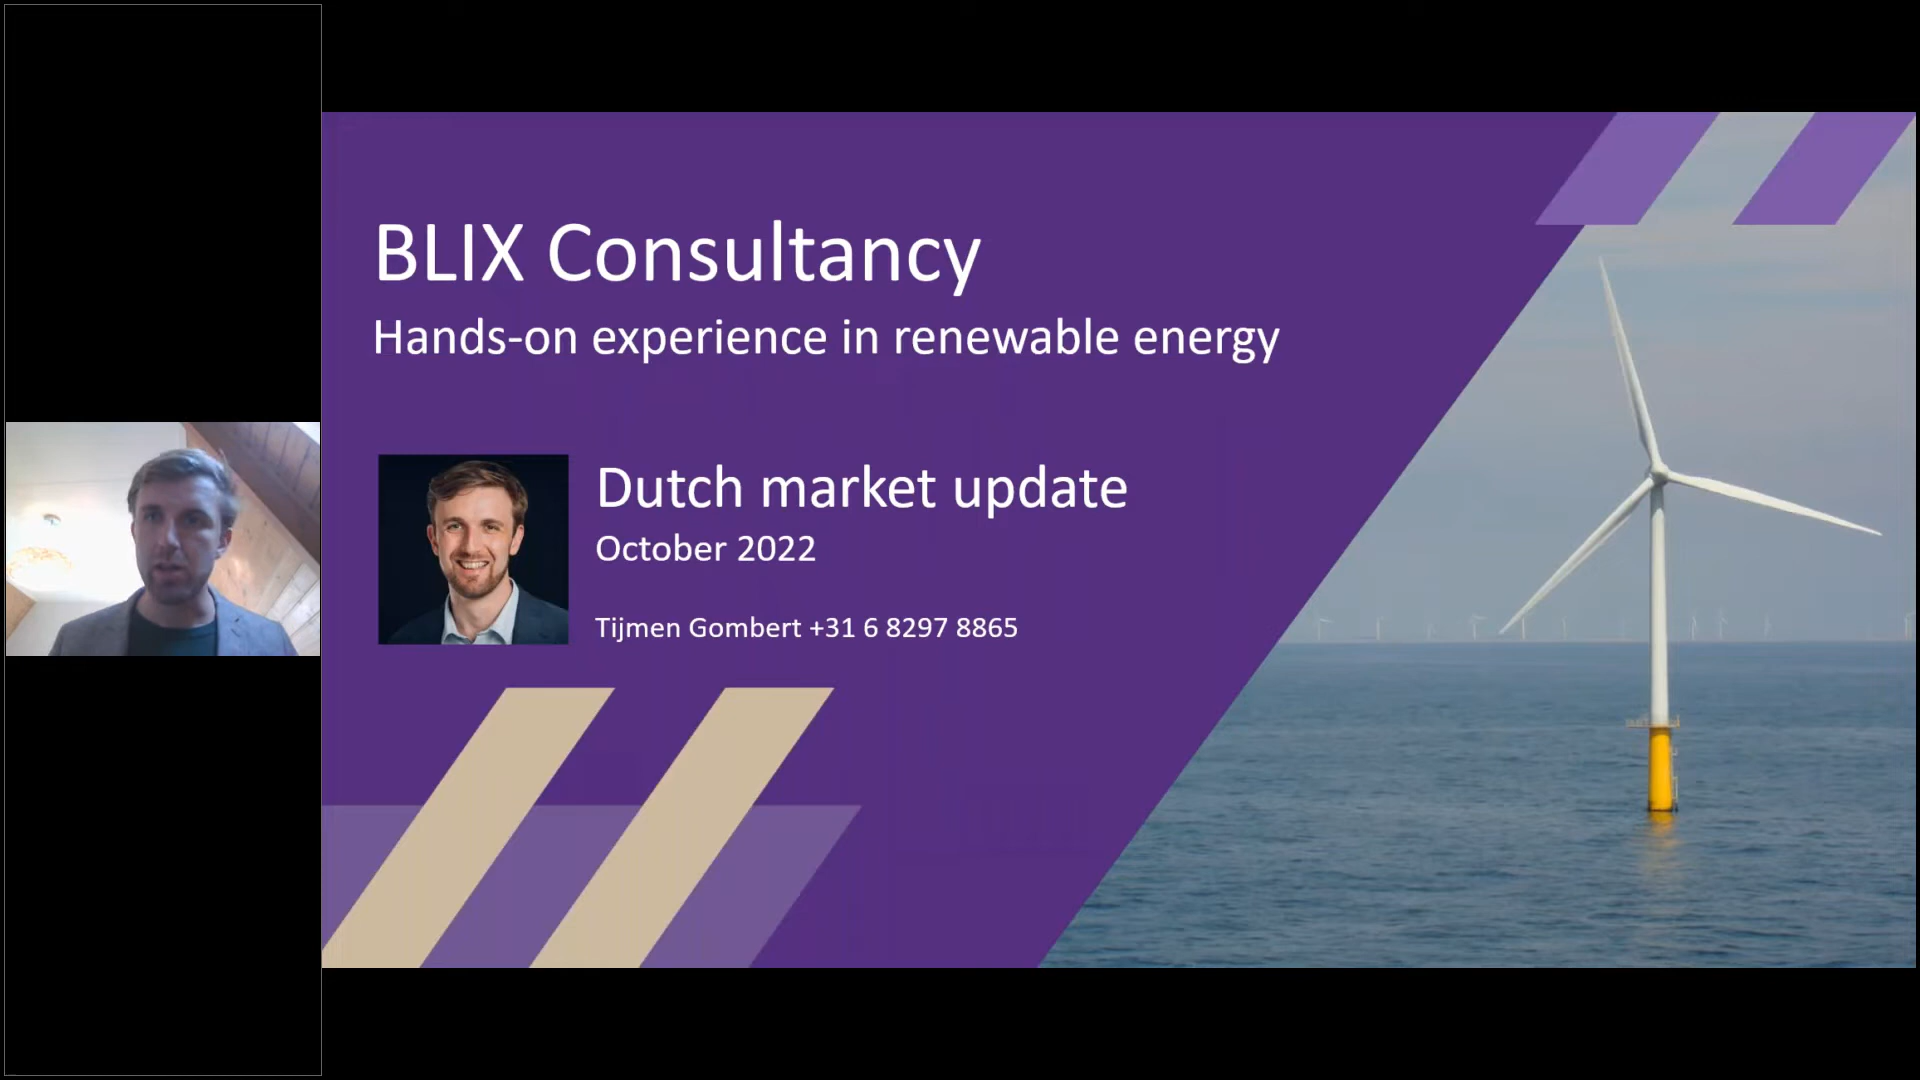 BLIX Consultancy
Hands-on experience in renewable energy
Dutch market update
October 2022
Tijmen Gombert +31 6 8297 8865